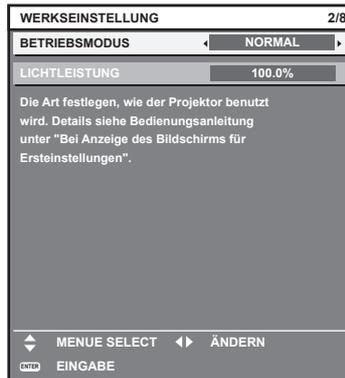 WERKSEINSTELLUNG 2/8
BETRIEBSMODUS NORMAL
LICHTLEISTUNG 100.0%
Die Art festlegen, wie der Projektor benutzt
wird. Details siehe Bedienungsanleitung
unter "Bei Anzeige des Bildschirms für
Ersteinstellungen".
MENUE SELECT ÄNDERN
ENTER EINGABE